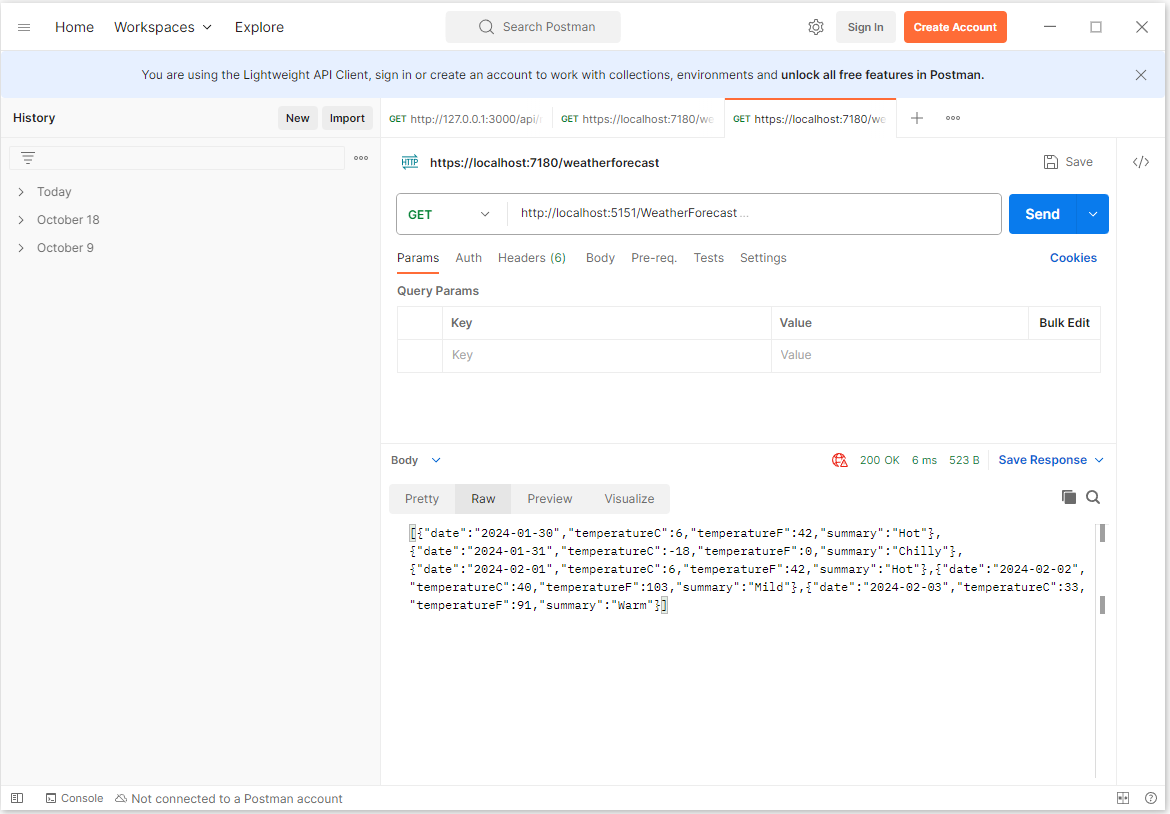 Home Workspaces Explore Search Postman Sign In Create Account
You are using the Lightweight API Client, sign in or create an account to work with collections, environments and unlock all free features in Postman.
History New Import
GET http://127.0.0.1:3000/api/ GET https://localhost:7180/we GET https://localhost:7180/we
HTTP https://localhost:7180/weatherforecast Save </>
Today
October 18
October 9
GET http://localhost:5151/WeatherForecast ... Send
Params Auth Headers (6) Body Pre-req. Tests Settings Cookies
Query Params
Key Value Bulk Edit
Key Value
Body 200 OK 6 ms 523 B Save Response
Pretty Raw Preview Visualize
[{"date":"2024-01-30","temperatureC":6,"temperatureF":42,"summary":"Hot"},
{"date":"2024-01-31","temperatureC":-18,"temperatureF":0,"summary":"Chilly"},
{"date":"2024-02-01","temperatureC":6,"temperatureF":42,"summary":"Hot"},{"date":"2024-02-02",
"temperatureC":40,"temperatureF":103,"summary":"Mild"},{"date":"2024-02-03","temperatureC":33,
"temperatureF":91,"summary":"Warm"}]
Console Not connected to a Postman account